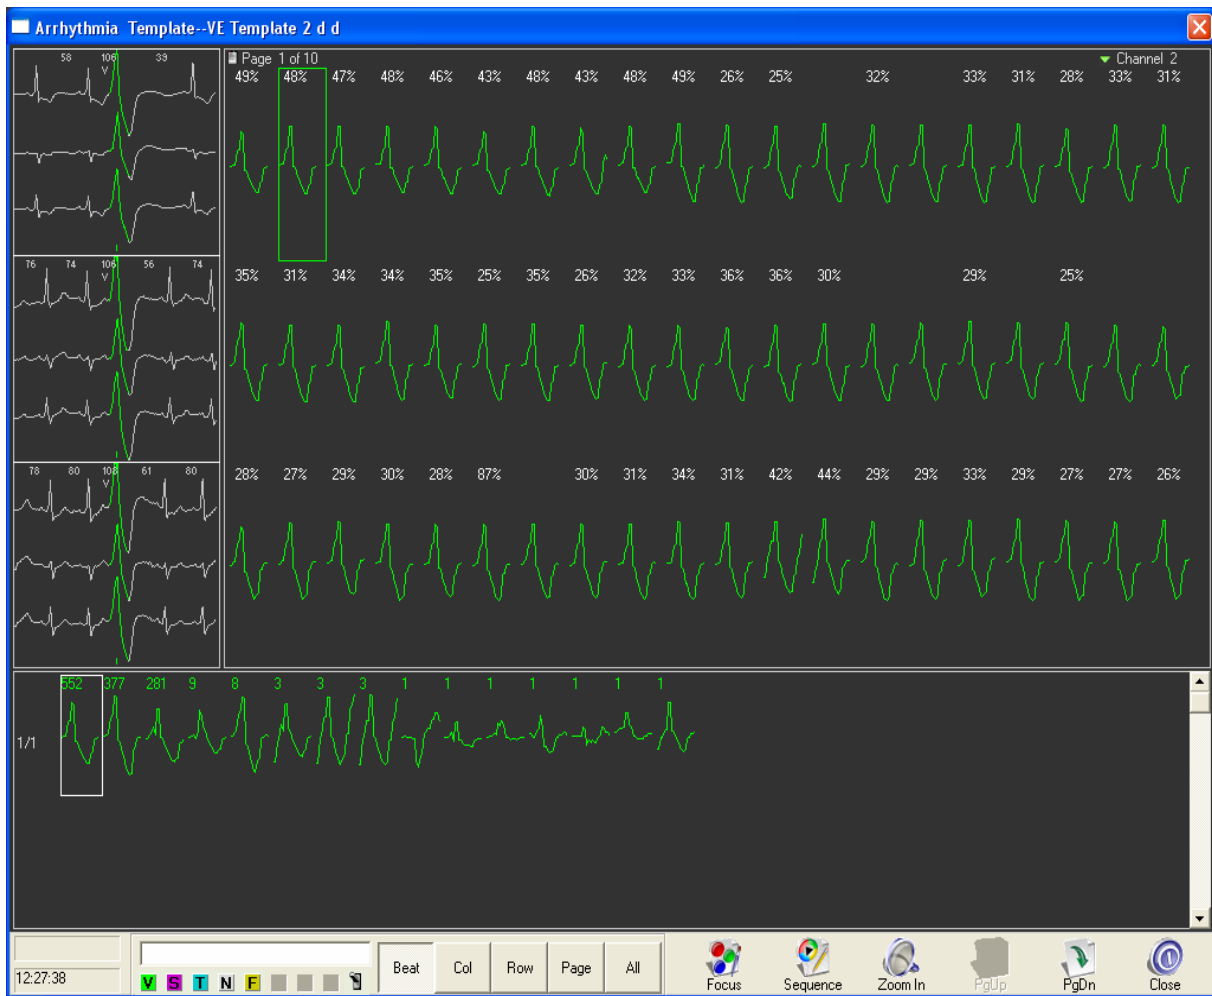 Arrhythmia Template--VE Template 2 d d
58 106 39
V
Page 1 of 10
Channel 2
49% 48% 47% 48% 46% 43% 48% 43% 48% 49% 26% 25% 32% 33% 31% 28% 33% 31%
76 74 106 56 74
V
35% 31% 34% 34% 35% 25% 35% 26% 32% 33% 36% 36% 30% 29% 25%
78 80 106 61 80
V
28% 27% 29% 30% 28% 87% 30% 31% 34% 31% 42% 44% 29% 29% 33% 29% 27% 27% 26%
552 377 281 9 8 3 3 3 1 1 1 1 1 1 1
1/1
12:27:38
V S T N F
Beat Col Row Page All
Focus Sequence Zoom In PgUp PgDn Close